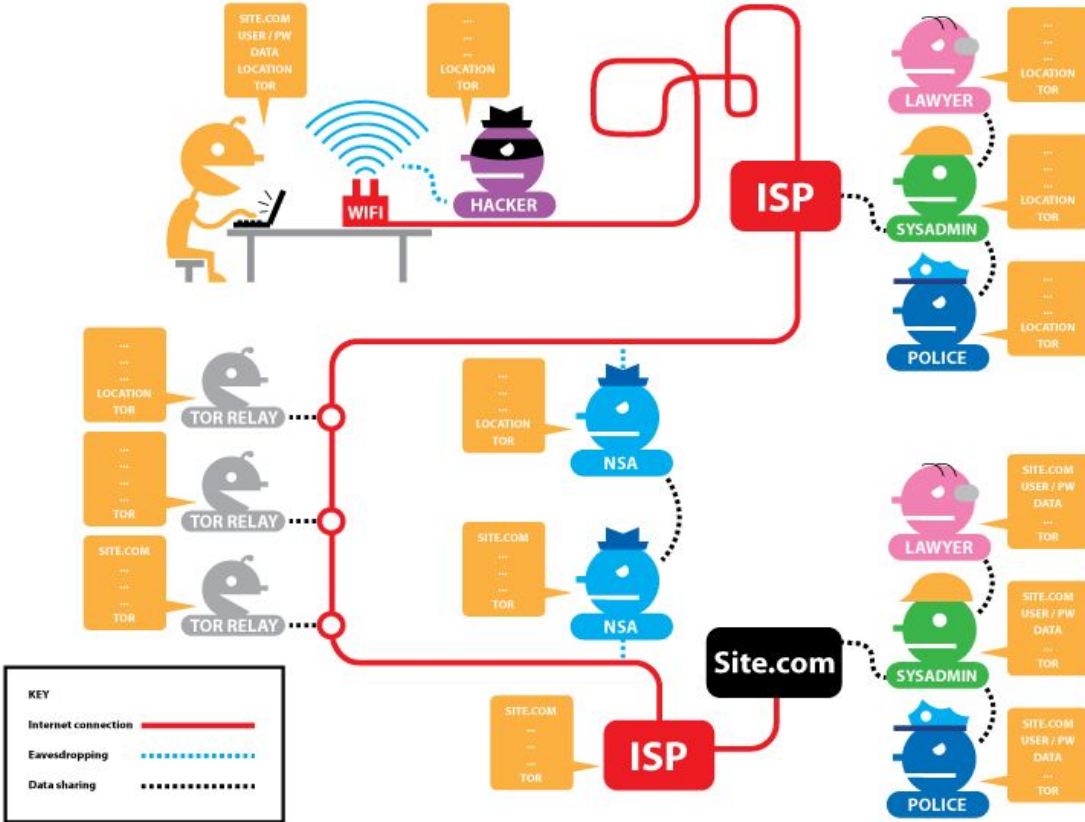 SITE.COM
USER / PW
DATA
LOCATION
TOR
...
...
...
LOCATION
TOR
WIFI
HACKER
ISP
...
...
...
LOCATION
TOR
LAWYER
...
...
...
LOCATION
TOR
SYSADMIN
...
...
...
LOCATION
TOR
POLICE
...
...
...
LOCATION
TOR
TOR RELAY
...
...
...
...
TOR
TOR RELAY
SITE.COM
...
...
...
TOR
TOR RELAY
...
...
...
LOCATION
TOR
NSA
SITE.COM
...
...
...
TOR
NSA
SITE.COM
USER / PW
DATA
...
TOR
LAWYER
SITE.COM
USER / PW
DATA
...
TOR
SYSADMIN
SITE.COM
USER / PW
DATA
...
TOR
POLICE
Site.com
SITE.COM
...
...
...
TOR
ISP
KEY
Internet connection
Eavesdropping
Data sharing